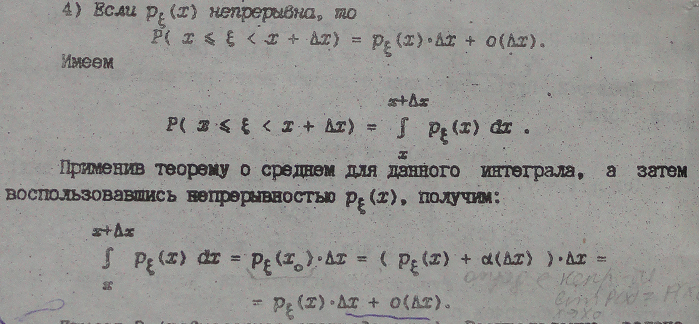 4) Если p_ξ(x) непрерывна, то
P( x ⩽ ξ < x + Δx) = p_ξ(x)·Δx + o(Δx).
Имеем
x+Δx
P( x ⩽ ξ < x + Δx) = ∫ p_ξ(x) dx .
x
Применив теорему о среднем для данного интеграла, а затем
воспользовавшись непрерывностью p_ξ(x), получим:
x+Δx
∫ p_ξ(x) dx = p_ξ(x₀)·Δx = ( p_ξ(x) + α(Δx) )·Δx =
x
= p_ξ(x)·Δx + o(Δx).